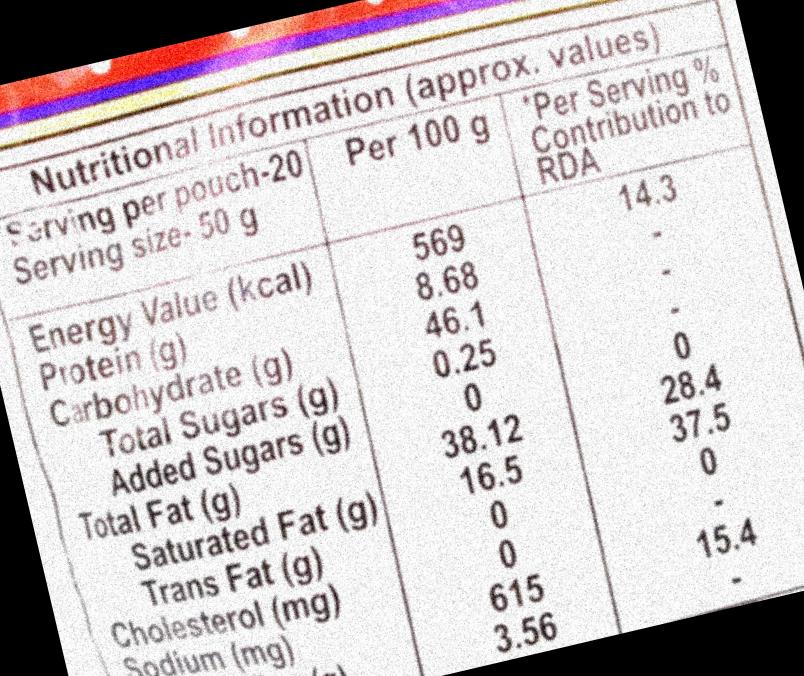 Nutritional Information (approx. values)
Serving per pouch-20
Serving size- 50 g
Per 100 g
*Per Serving %
Contribution to
RDA
Energy Value (kcal) 569 14.3
Protein (g) 8.68 -
Carbohydrate (g) 46.1 -
Total Sugars (g) 0.25 -
Added Sugars (g) 0 0
Total Fat (g) 38.12 28.4
Saturated Fat (g) 16.5 37.5
Trans Fat (g) 0 0
Cholesterol (mg) 0 -
Sodium (mg) 615 15.4
(g) 3.56 -